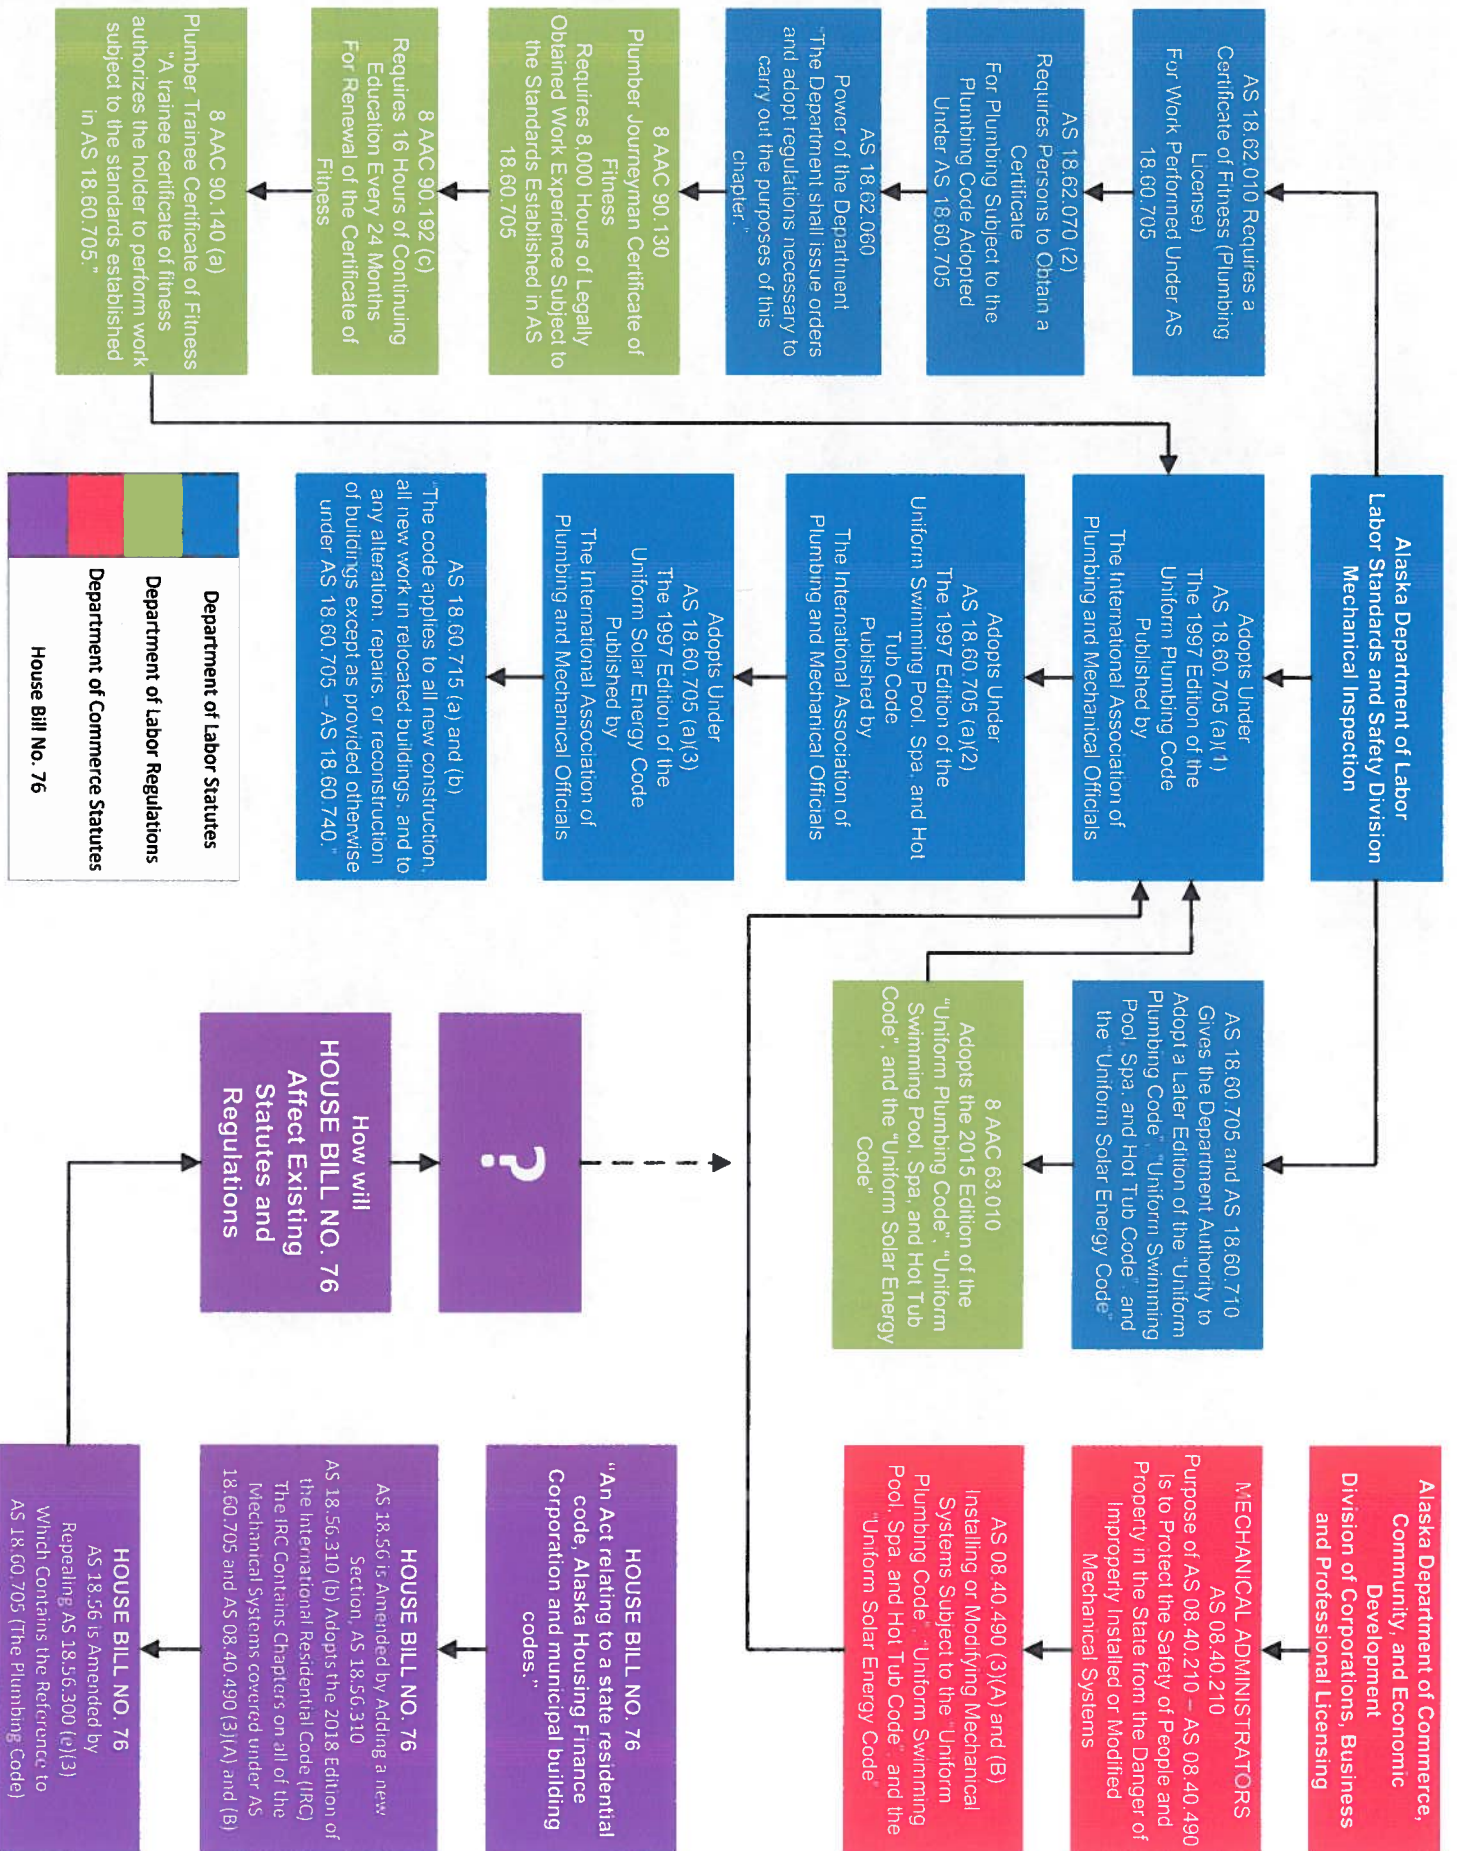 Alaska Department of Labor
Labor Standards and Safety Division
Mechanical Inspection
AS 18.62.010 Requires a
Certificate of Fitness (Plumbing
License)
For Work Performed Under AS
18.60.705
AS 18.62.070 (2)
Requires Persons to Obtain a
Certificate
For Plumbing Subject to the
Plumbing Code Adopted
Under AS 18.60.705
AS 18.62.060
Power of the Department
"The Department shall issue orders
and adopt regulations necessary to
carry out the purposes of this
chapter."
8 AAC 90.130
Plumber Journeyman Certificate of
Fitness
Requires 8,000 Hours of Legally
Obtained Work Experience Subject to
the Standards Established in AS
18.60.705
8 AAC 90.192 (c)
Requires 16 Hours of Continuing
Education Every 24 Months
For Renewal of the Certificate of
Fitness
8 AAC 90.140 (a)
Plumber Trainee Certificate of Fitness
"A trainee certificate of fitness
authorizes the holder to perform work
subject to the standards established
in AS 18.60.705."
Adopts Under
AS 18.60.705 (a)(1)
The 1997 Edition of the
Uniform Plumbing Code
Published by
The International Association of
Plumbing and Mechanical Officials
Adopts Under
AS 18.60.705 (a)(2)
The 1997 Edition of the
Uniform Swimming Pool, Spa, and Hot
Tub Code
Published by
The International Association of
Plumbing and Mechanical Officials
Adopts Under
AS 18.60.705 (a)(3)
The 1997 Edition of the
Uniform Solar Energy Code
Published by
The International Association of
Plumbing and Mechanical Officials
AS 18.60.715 (a) and (b)
"The code applies to all new construction,
all new work in relocated buildings, and to
any alteration, repairs, or reconstruction
of buildings except as provided otherwise
under AS 18.60.705 – AS 18.60.740."
AS 18.60.705 and AS 18.60.710
Gives the Department Authority to
Adopt a Later Edition of the "Uniform
Plumbing Code", "Uniform Swimming
Pool, Spa, and Hot Tub Code", and
the "Uniform Solar Energy Code"
8 AAC 63.010
Adopts the 2015 Edition of the
"Uniform Plumbing Code", "Uniform
Swimming Pool, Spa, and Hot Tub
Code", and the "Uniform Solar Energy
Code"
Alaska Department of Commerce,
Community, and Economic
Development
Division of Corporations, Business
and Professional Licensing
MECHANICAL ADMINISTRATORS
AS 08.40.210
Purpose of AS 08.40.210 – AS 08.40.490
Is to Protect the Safety of People and
Property in the State from the Danger of
Improperly Installed or Modified
Mechanical Systems
AS 08.40.490 (3)(A) and (B)
Installing or Modifying Mechanical
Systems Subject to the "Uniform
Plumbing Code", "Uniform Swimming
Pool, Spa, and Hot Tub Code", and the
"Uniform Solar Energy Code"
HOUSE BILL NO. 76
"An Act relating to a state residential
code, Alaska Housing Finance
Corporation and municipal building
codes."
HOUSE BILL NO. 76
AS 18.56 is Amended by Adding a new
Section, AS 18.56.310
AS 18.56.310 (b) Adopts the 2018 Edition of
the International Residential Code (IRC)
The IRC Contains Chapters on all of the
Mechanical Systems covered under AS
18.60.705 and AS 08.40.490 (3)(A) and (B)
HOUSE BILL NO. 76
AS 18.56 is Amended by
Repealing AS 18.56.300 (e)(3)
Which Contains the Reference to
AS 18.60.705 (The Plumbing Code)
?
How will
HOUSE BILL NO. 76
Affect Existing
Statutes and
Regulations
Department of Labor Statutes
Department of Labor Regulations
Department of Commerce Statutes
House Bill No. 76